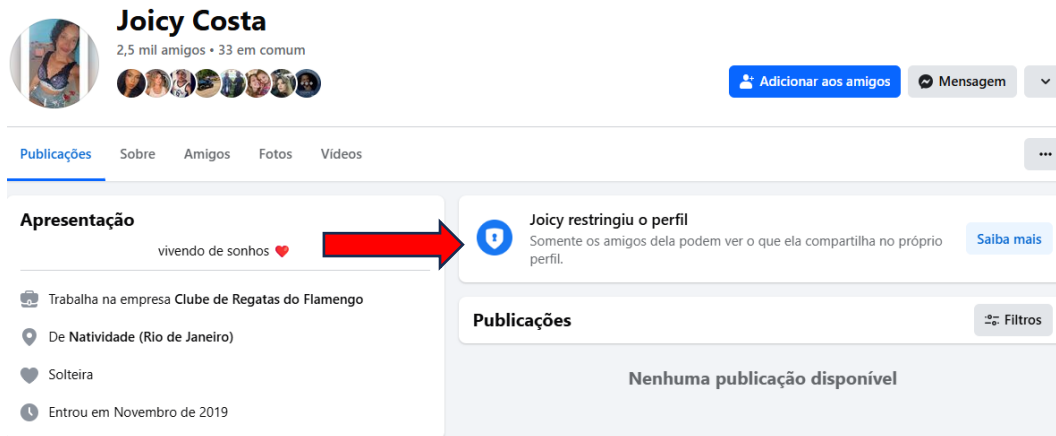 Joicy Costa
2,5 mil amigos • 33 em comum
Adicionar aos amigos
Mensagem
Publicações
Sobre
Amigos
Fotos
Vídeos
Apresentação
vivendo de sonhos ❤️
Trabalha na empresa Clube de Regatas do Flamengo
De Natividade (Rio de Janeiro)
Solteira
Entrou em Novembro de 2019
Joicy restringiu o perfil
Somente os amigos dela podem ver o que ela compartilha no próprio
perfil.
Saiba mais
Publicações
Filtros
Nenhuma publicação disponível